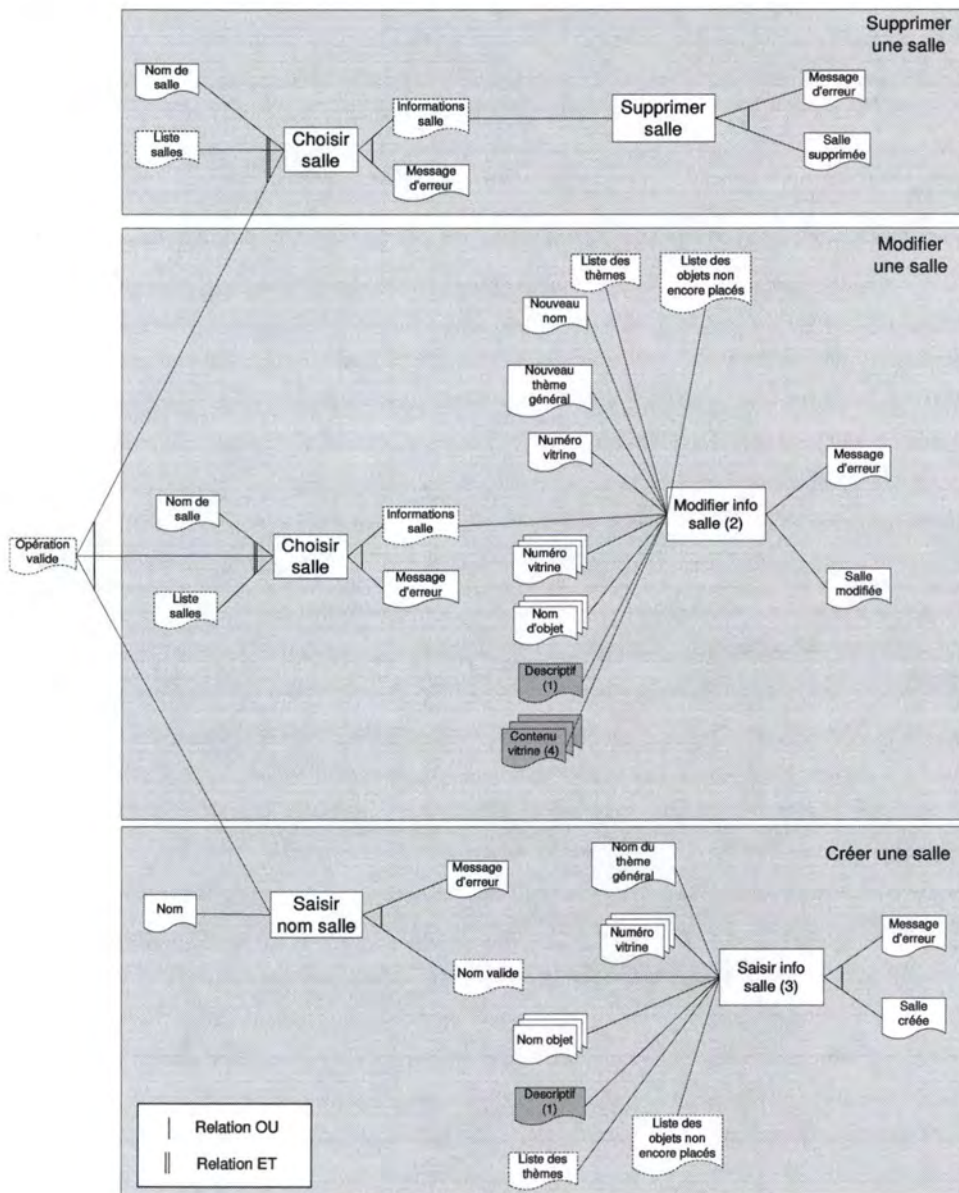 Supprimer
une salle
Nom de
salle
Liste
salles
Choisir
salle
Informations
salle
Message
d'erreur
Supprimer
salle
Message
d'erreur
Salle
supprimée
Modifier
une salle
Liste des
thèmes
Liste des
objets non
encore placés
Nouveau
nom
Nouveau
thème
général
Numéro
vitrine
Opération
valide
Nom de
salle
Liste
salles
Choisir
salle
Informations
salle
Message
d'erreur
Numéro
vitrine
Nom
d'objet
Descriptif
(1)
Contenu
vitrine (4)
Modifier info
salle (2)
Message
d'erreur
Salle
modifiée
Créer une salle
Nom
Saisir
nom salle
Message
d'erreur
Nom valide
Nom du
thème
général
Numéro
vitrine
Nom objet
Descriptif
(1)
Liste des
thèmes
Liste des
objets non
encore placés
Saisir info
salle (3)
Message
d'erreur
Salle
créée
Relation OU
Relation ET